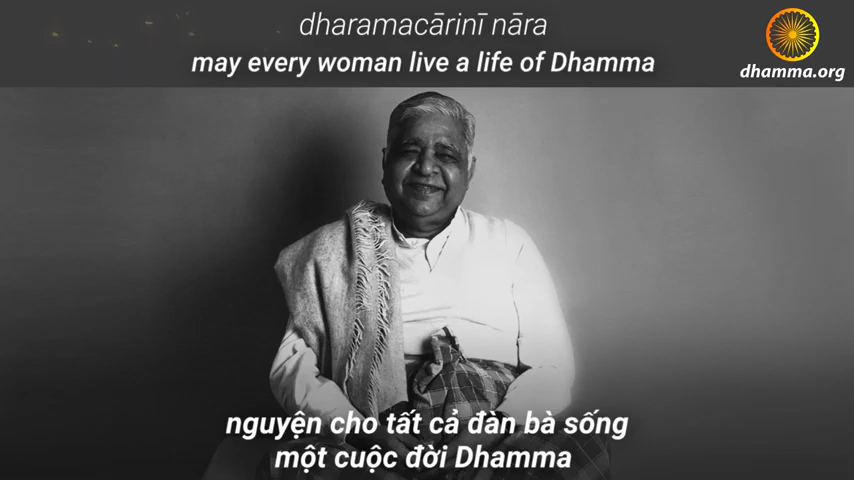 dharamacārinī nāra
may every woman live a life of Dhamma
dhamma.org
nguyện cho tất cả đàn bà sống
một cuộc đời Dhamma